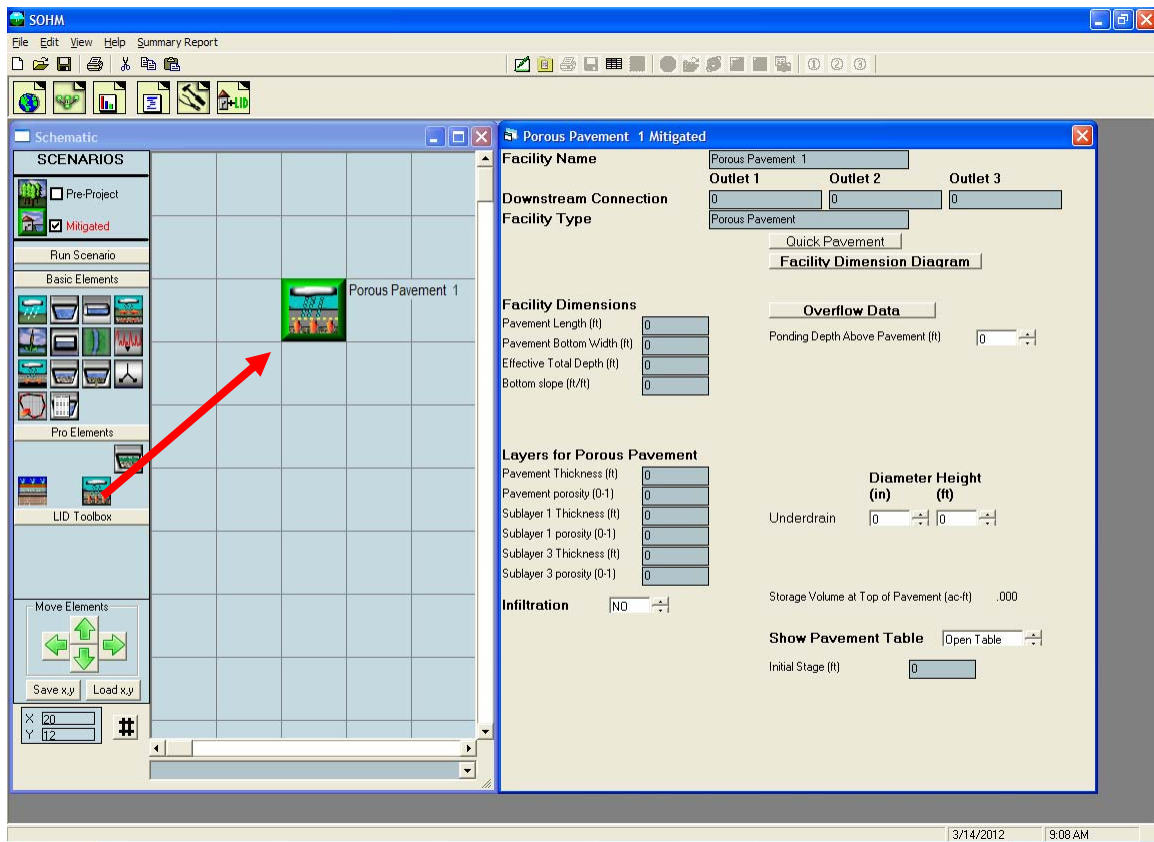 SOHM
File Edit View Help Summary Report
Schematic
SCENARIOS
Pre-Project
Mitigated
Run Scenario
Basic Elements
Pro Elements
LID Toolbox
Move Elements
Save x,y Load x,y
X 20
Y 12
#
+LID
Porous Pavement 1
Porous Pavement 1 Mitigated
Facility Name Porous Pavement 1
Outlet 1 Outlet 2 Outlet 3
Downstream Connection 0 0 0
Facility Type Porous Pavement
Quick Pavement
Facility Dimension Diagram
Facility Dimensions
Overflow Data
Pavement Length (ft) 0
Ponding Depth Above Pavement (ft) 0
Pavement Bottom Width (ft) 0
Effective Total Depth (ft) 0
Bottom slope (ft/ft) 0
Layers for Porous Pavement
Pavement Thickness (ft) 0
Diameter Height
Pavement porosity (0-1) 0
(in) (ft)
Sublayer 1 Thickness (ft) 0
Underdrain 0 0
Sublayer 1 porosity (0-1) 0
Sublayer 3 Thickness (ft) 0
Sublayer 3 porosity (0-1) 0
Infiltration NO
Storage Volume at Top of Pavement (ac-ft) .000
Show Pavement Table Open Table
Initial Stage (ft) 0
3/14/2012 9:08 AM